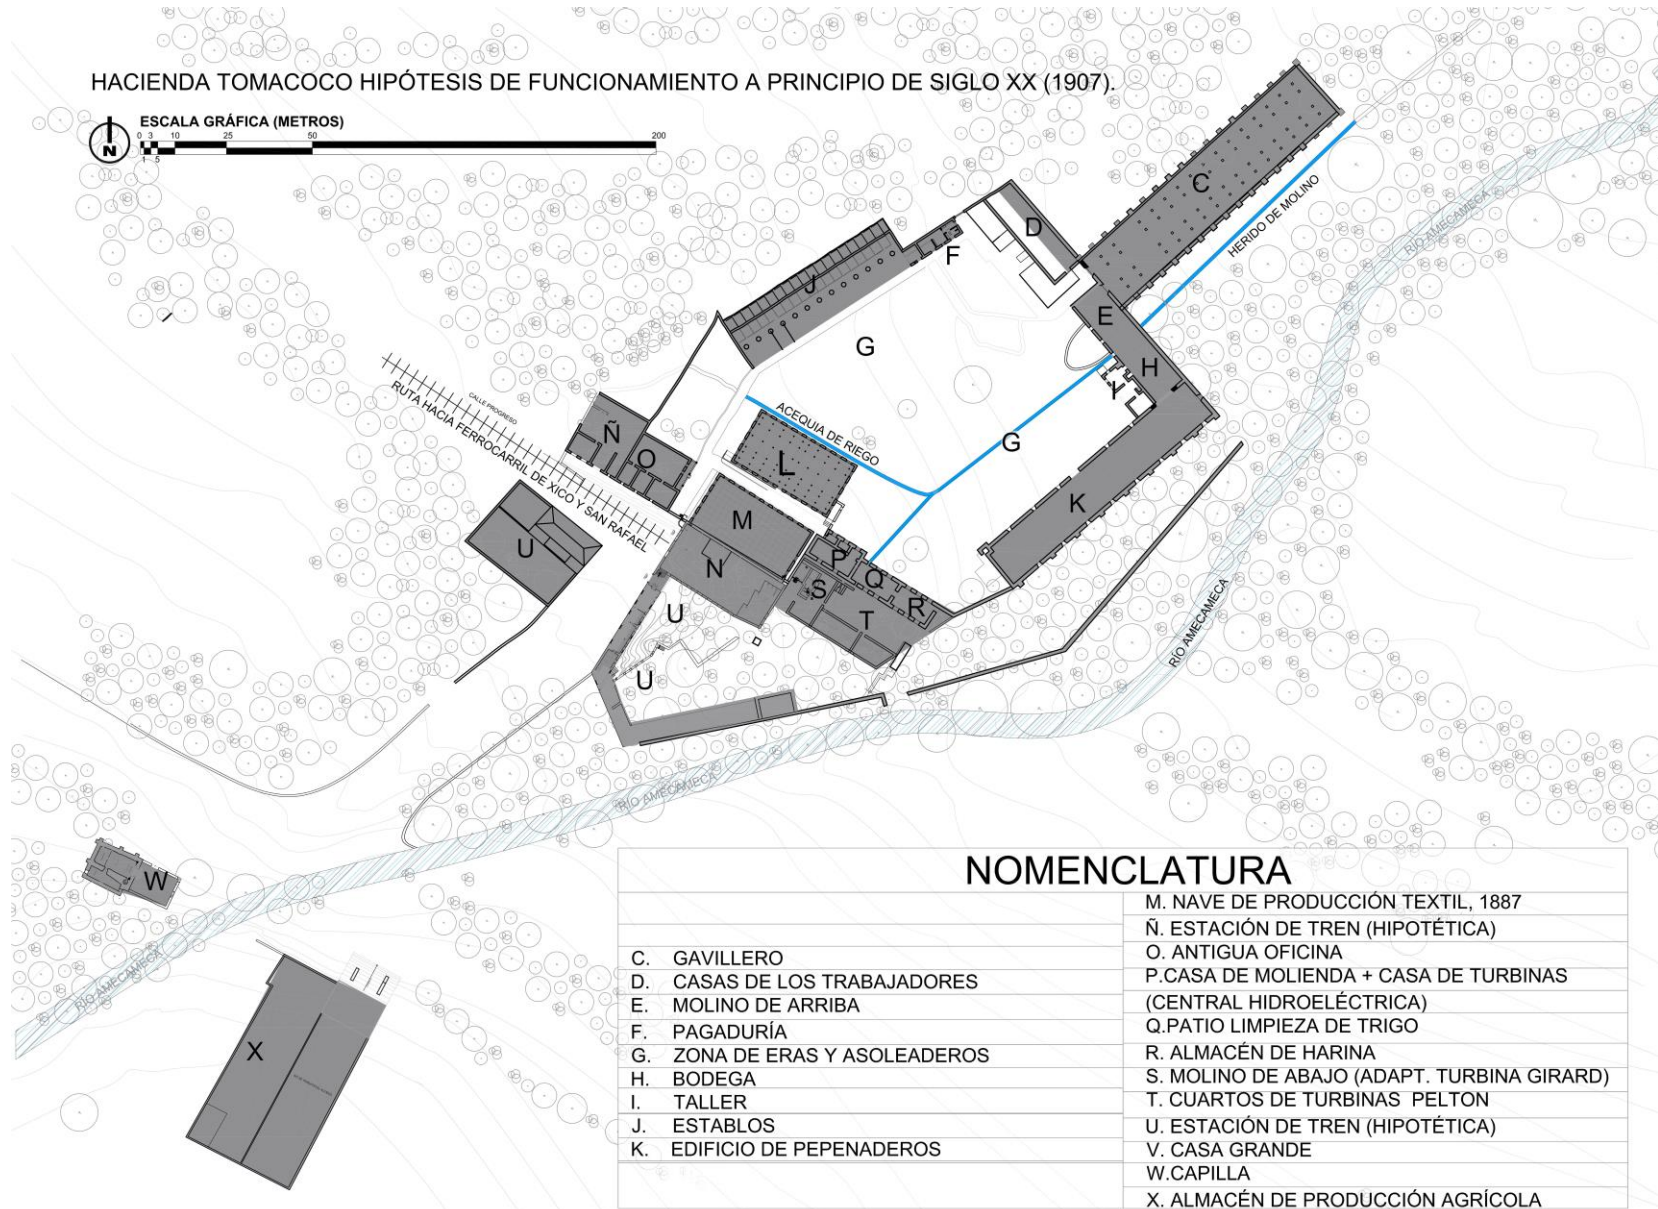 HACIENDA TOMACOCO HIPÓTESIS DE FUNCIONAMIENTO A PRINCIPIO DE SIGLO XX (1907).
ESCALA GRÁFICA (METROS)
0 3 10 25 50 200
1 5
N
C
HERIDO DE MOLINO
RÍO AMECAMECA
D
F
J
E
G
H
Y
ACEQUIA DE RIEGO
G
CALLE PROGRESO
RUTA HACIA FERROCARRIL DE XICO Y SAN RAFAEL
Ñ
O
L
K
M
U
N
P
Q
S
R
T
U
U
RÍO AMECAMECA
RÍO AMECAMECA
W
RÍO AMECAMECA
X
NOMENCLATURA
C. GAVILLERO
D. CASAS DE LOS TRABAJADORES
E. MOLINO DE ARRIBA
F. PAGADURÍA
G. ZONA DE ERAS Y ASOLEADEROS
H. BODEGA
I. TALLER
J. ESTABLOS
K. EDIFICIO DE PEPENADEROS
M. NAVE DE PRODUCCIÓN TEXTIL, 1887
Ñ. ESTACIÓN DE TREN (HIPOTÉTICA)
O. ANTIGUA OFICINA
P.CASA DE MOLIENDA + CASA DE TURBINAS
(CENTRAL HIDROELÉCTRICA)
Q.PATIO LIMPIEZA DE TRIGO
R. ALMACÉN DE HARINA
S. MOLINO DE ABAJO (ADAPT. TURBINA GIRARD)
T. CUARTOS DE TURBINAS PELTON
U. ESTACIÓN DE TREN (HIPOTÉTICA)
V. CASA GRANDE
W.CAPILLA
X. ALMACÉN DE PRODUCCIÓN AGRÍCOLA